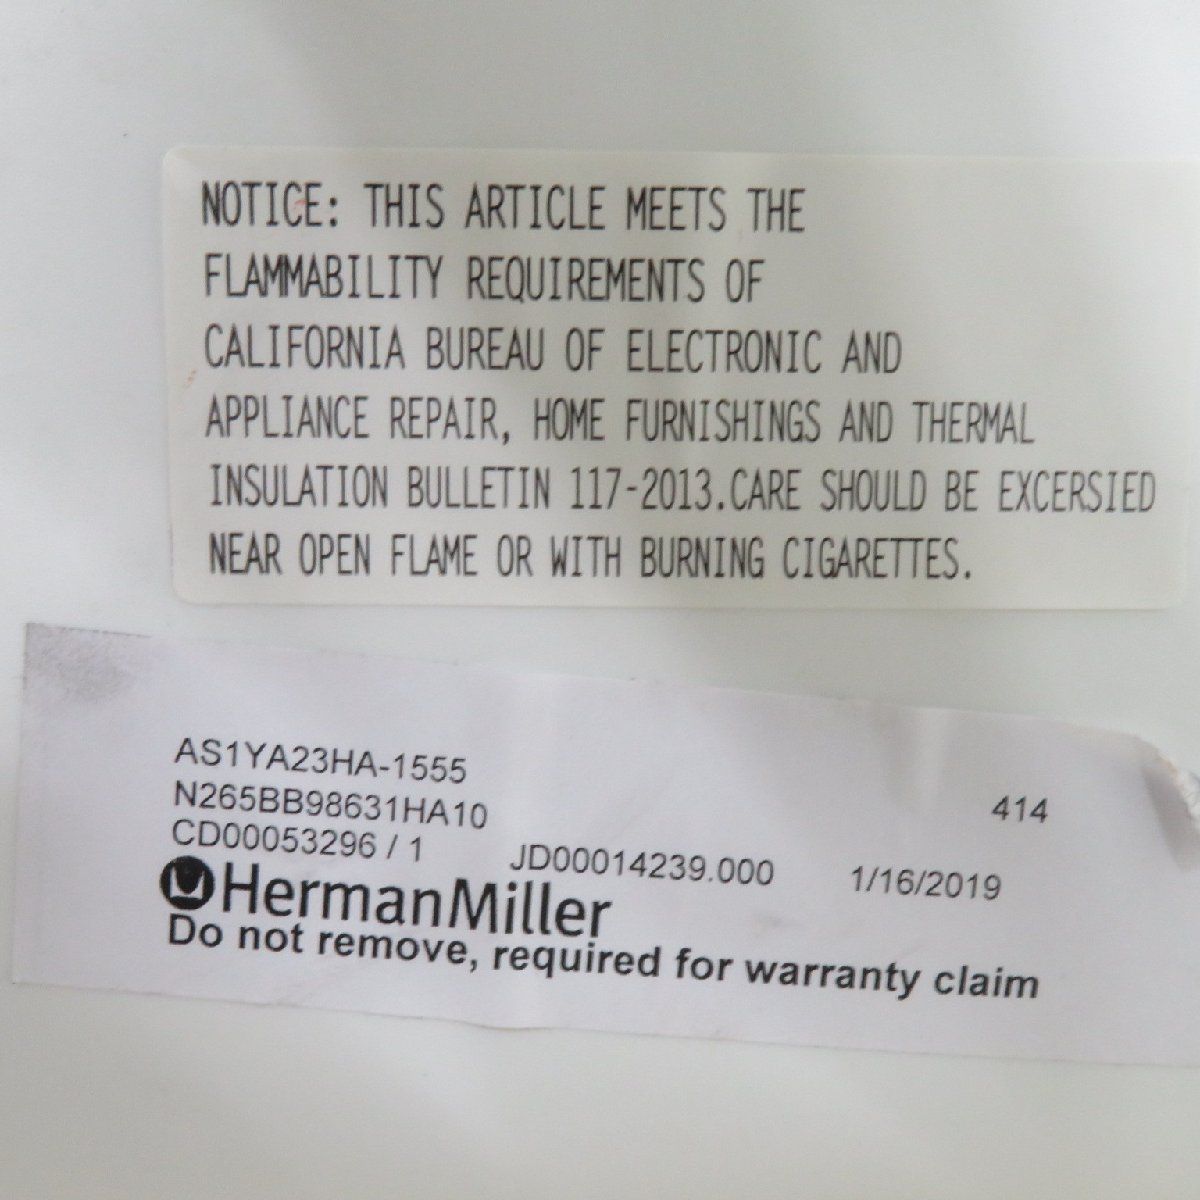 NOTICE: THIS ARTICLE MEETS THE
FLAMMABILITY REQUIREMENTS OF
CALIFORNIA BUREAU OF ELECTRONIC AND
APPLIANCE REPAIR, HOME FURNISHINGS AND THERMAL
INSULATION BULLETIN 117-2013.CARE SHOULD BE EXCERSIED
NEAR OPEN FLAME OR WITH BURNING CIGARETTES.
AS1YA23HA-1555
N265BB98631HA10 414
CD00053296 / 1 JD00014239.000 1/16/2019
HermanMiller
Do not remove, required for warranty claim